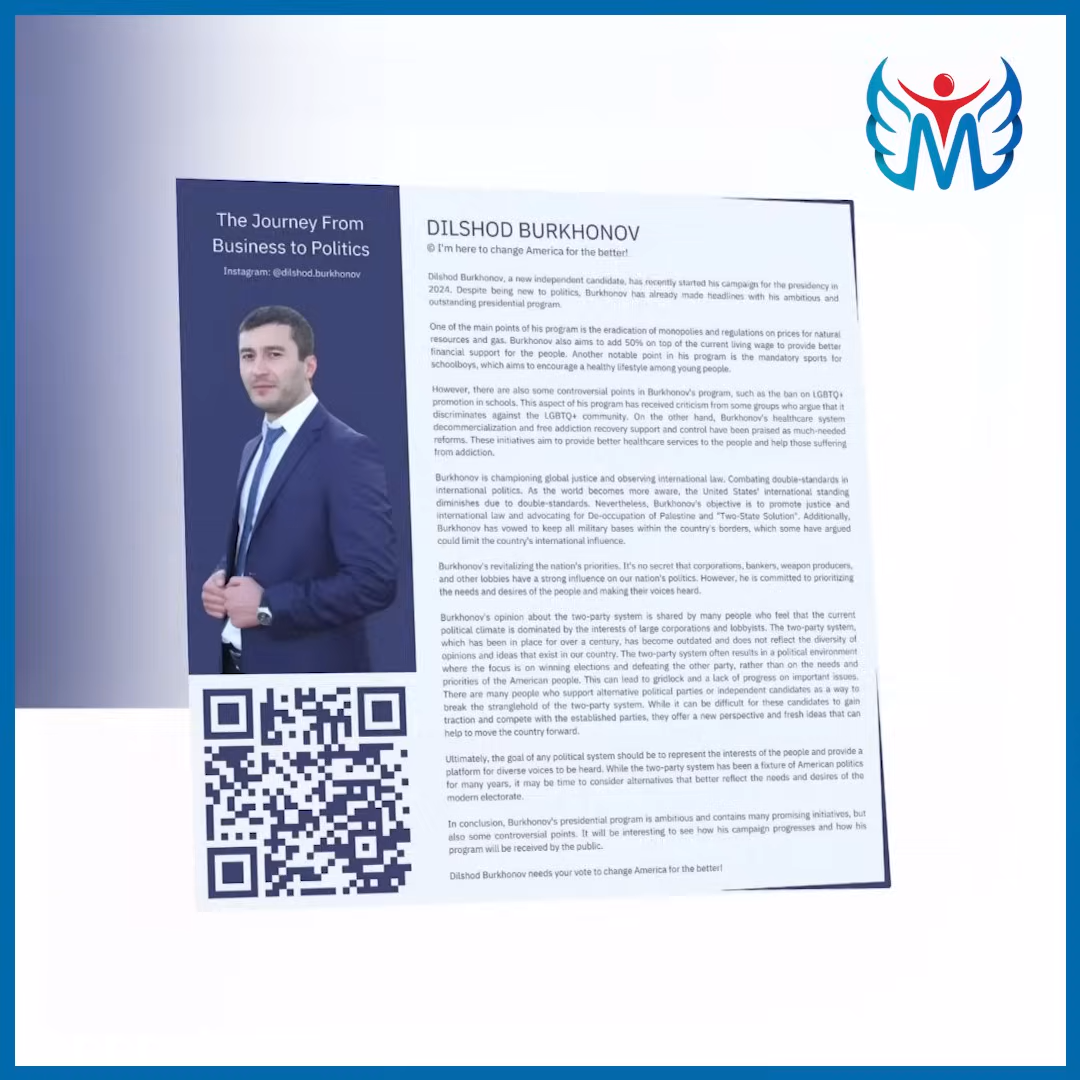 The Journey From
Business to Politics
Instagram: @dilshod.burkhonov
DILSHOD BURKHONOV
© I'm here to change America for the better!
Dilshod Burkhonov, a new independent candidate, has recently started his campaign for the presidency in
2024. Despite being new to politics, Burkhonov has already made headlines with his ambitious and
outstanding presidential program.
One of the main points of his program is the eradication of monopolies and regulations on prices for natural
resources and gas. Burkhonov also aims to add 50% on top of the current living wage to provide better
financial support for the people. Another notable point in his program is the mandatory sports for
schoolboys, which aims to encourage a healthy lifestyle among young people.
However, there are also some controversial points in Burkhonov's program, such as the ban on LGBTQ+
promotion in schools. This aspect of his program has received criticism from some groups who argue that it
discriminates against the LGBTQ+ community. On the other hand, Burkhonov's healthcare system
decommercialization and free addiction recovery support and control have been praised as much-needed
reforms. These initiatives aim to provide better healthcare services to the people and help those suffering
from addiction.
Burkhonov is championing global justice and observing international law. Combating double-standards in
international politics. As the world becomes more aware, the United States' international standing
diminishes due to double-standards. Nevertheless, Burkhonov's objective is to promote justice and
international law and advocating for De-occupation of Palestine and "Two-State Solution". Additionally,
Burkhonov has vowed to keep all military bases within the country's borders, which some have argued
could limit the country's international influence.
Burkhonov's revitalizing the nation's priorities. It's no secret that corporations, bankers, weapon producers,
and other lobbies have a strong influence on our nation's politics. However, he is committed to prioritizing
the needs and desires of the people and making their voices heard.
Burkhonov's opinion about the two-party system is shared by many people who feel that the current
political climate is dominated by the interests of large corporations and lobbyists. The two-party system,
which has been in place for over a century, has become outdated and does not reflect the diversity of
opinions and ideas that exist in our country. The two-party system often results in a political environment
where the focus is on winning elections and defeating the other party, rather than on the needs and
priorities of the American people. This can lead to gridlock and a lack of progress on important issues.
There are many people who support alternative political parties or independent candidates as a way to
break the stranglehold of the two-party system. While it can be difficult for these candidates to gain
traction and compete with the established parties, they offer a new perspective and fresh ideas that can
help to move the country forward.
Ultimately, the goal of any political system should be to represent the interests of the people and provide a
platform for diverse voices to be heard. While the two-party system has been a fixture of American politics
for many years, it may be time to consider alternatives that better reflect the needs and desires of the
modern electorate.
In conclusion, Burkhonov's presidential program is ambitious and contains many promising initiatives, but
also some controversial points. It will be interesting to see how his campaign progresses and how his
program will be received by the public.
Dilshod Burkhonov needs your vote to change America for the better!